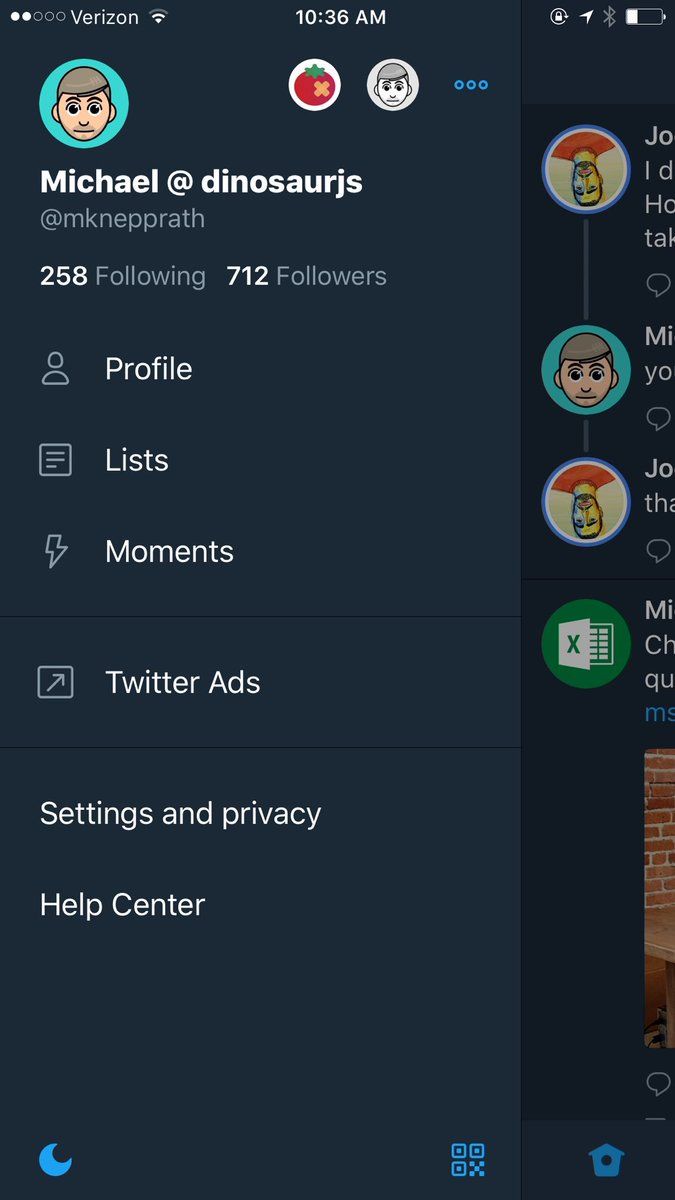 Verizon 10:36 AM
Michael @ dinosaurjs
@mknepprath
258 Following 712 Followers
Profile
Lists
Moments
Twitter Ads
Settings and privacy
Help Center
Jo
I d
Ho
tak
Mi
you
Jo
tha
Mi
Ch
qu
ms
X